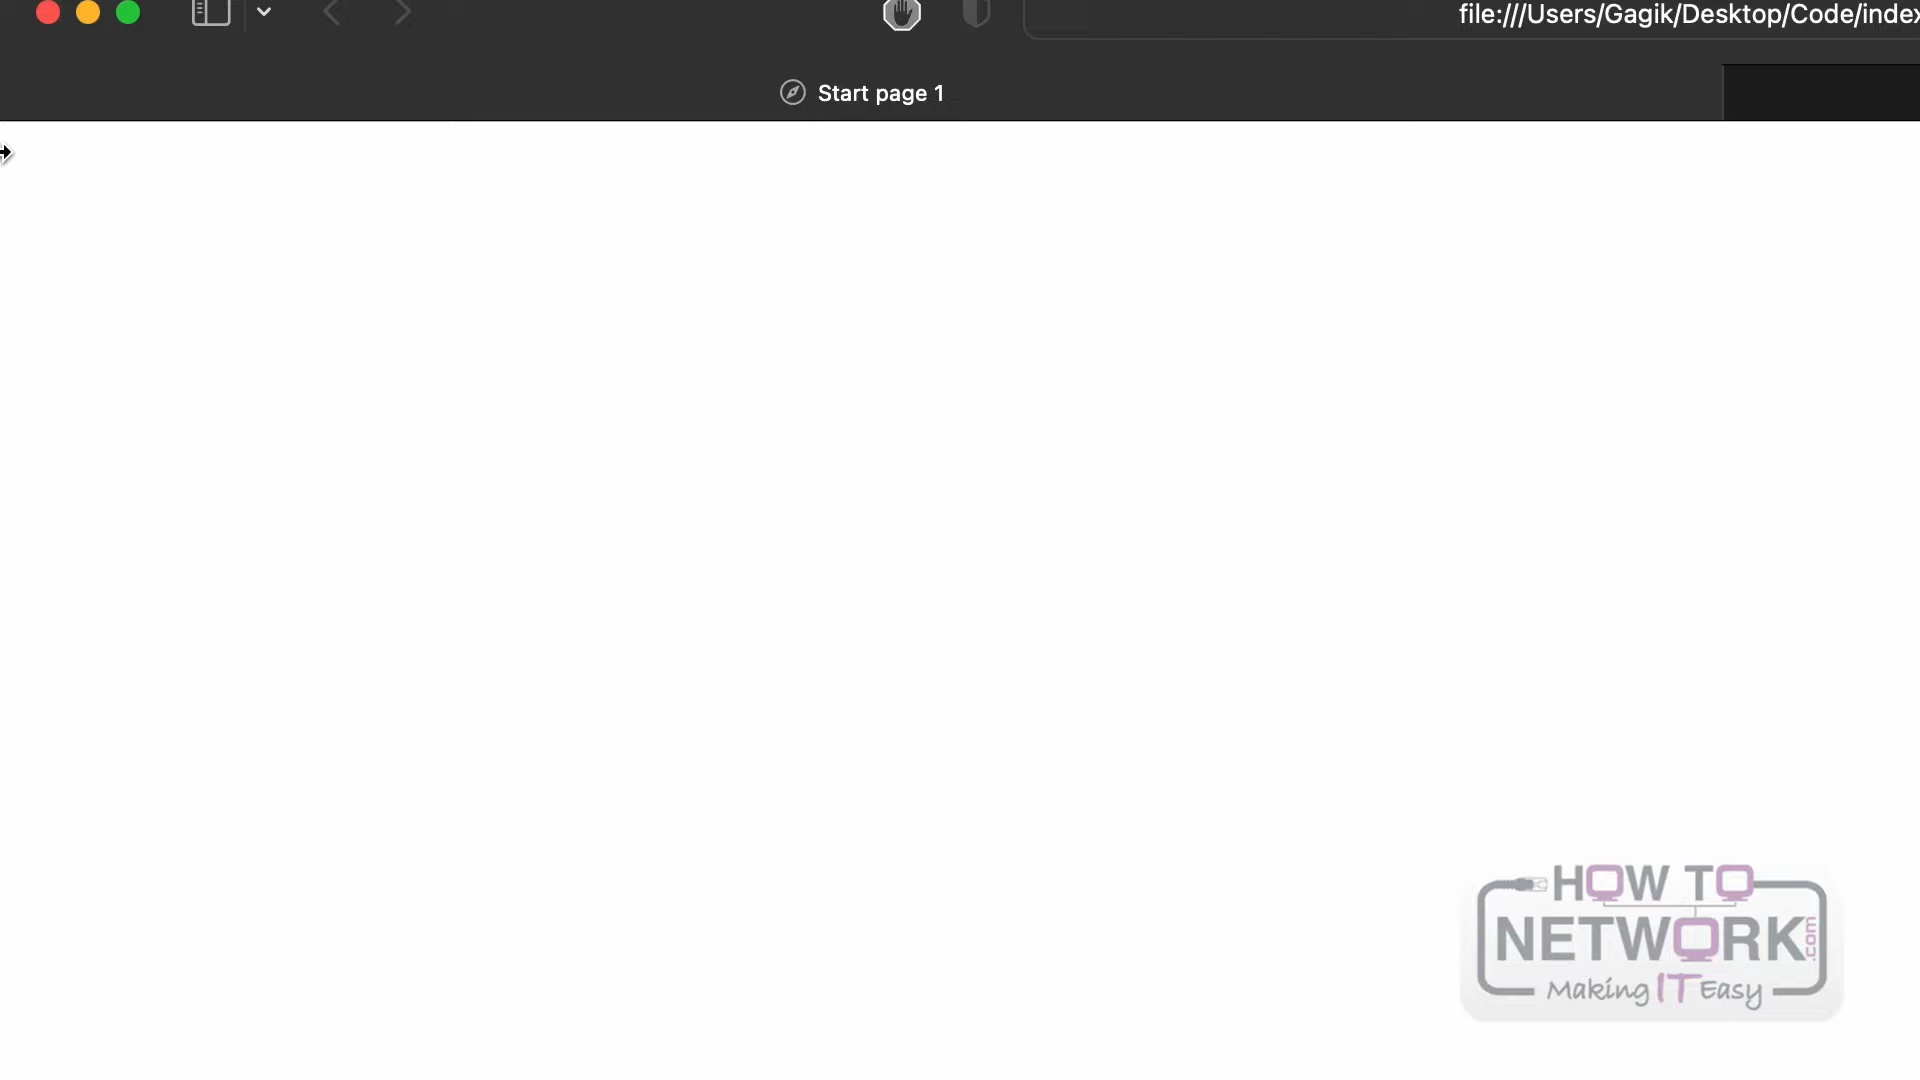 file:///Users/Gagik/Desktop/Code/index
Start page 1
HOW TO
NETWORK.com
Making IT Easy